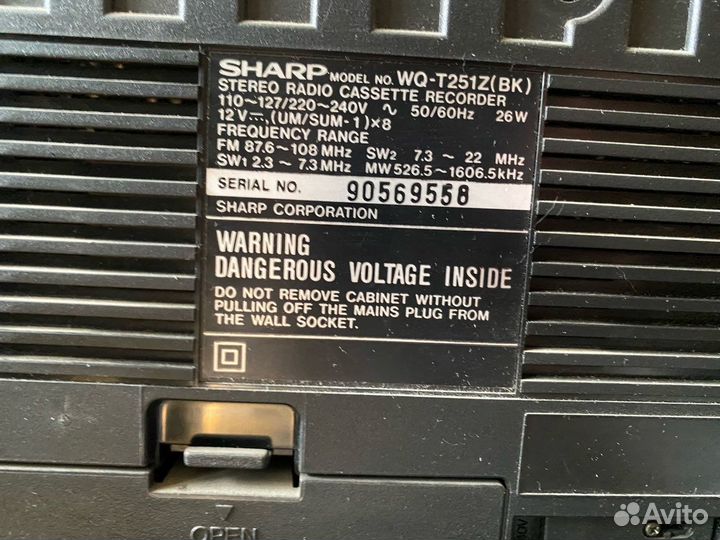 SHARP MODEL NO. WQ-T251Z(BK)
STEREO RADIO CASSETTE RECORDER
110~127/220~240V ∿ 50/60Hz 26W
12V⎓,(UM/SUM-1)×8
FREQUENCY RANGE
FM 87.6~108 MHz SW2 7.3 ~ 22 MHz
SW1 2.3 ~ 7.3 MHz MW 526.5~1606.5kHz
SERIAL NO. 90569558
SHARP CORPORATION
WARNING
DANGEROUS VOLTAGE INSIDE
DO NOT REMOVE CABINET WITHOUT
PULLING OFF THE MAINS PLUG FROM
THE WALL SOCKET.
OPEN
Avito